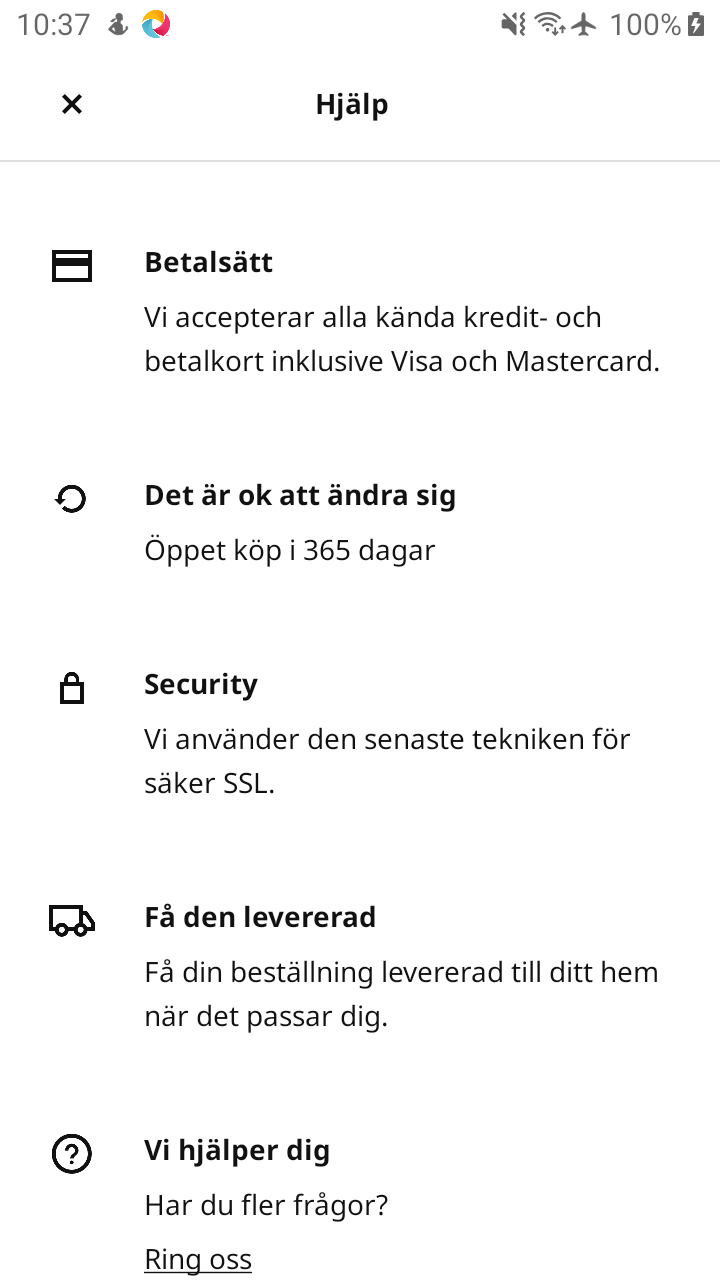 10:37
100%
Hjälp
Betalsätt
Vi accepterar alla kända kredit- och
betalkort inklusive Visa och Mastercard.
Det är ok att ändra sig
Öppet köp i 365 dagar
Security
Vi använder den senaste tekniken för
säker SSL.
Få den levererad
Få din beställning levererad till ditt hem
när det passar dig.
Vi hjälper dig
Har du fler frågor?
Ring oss